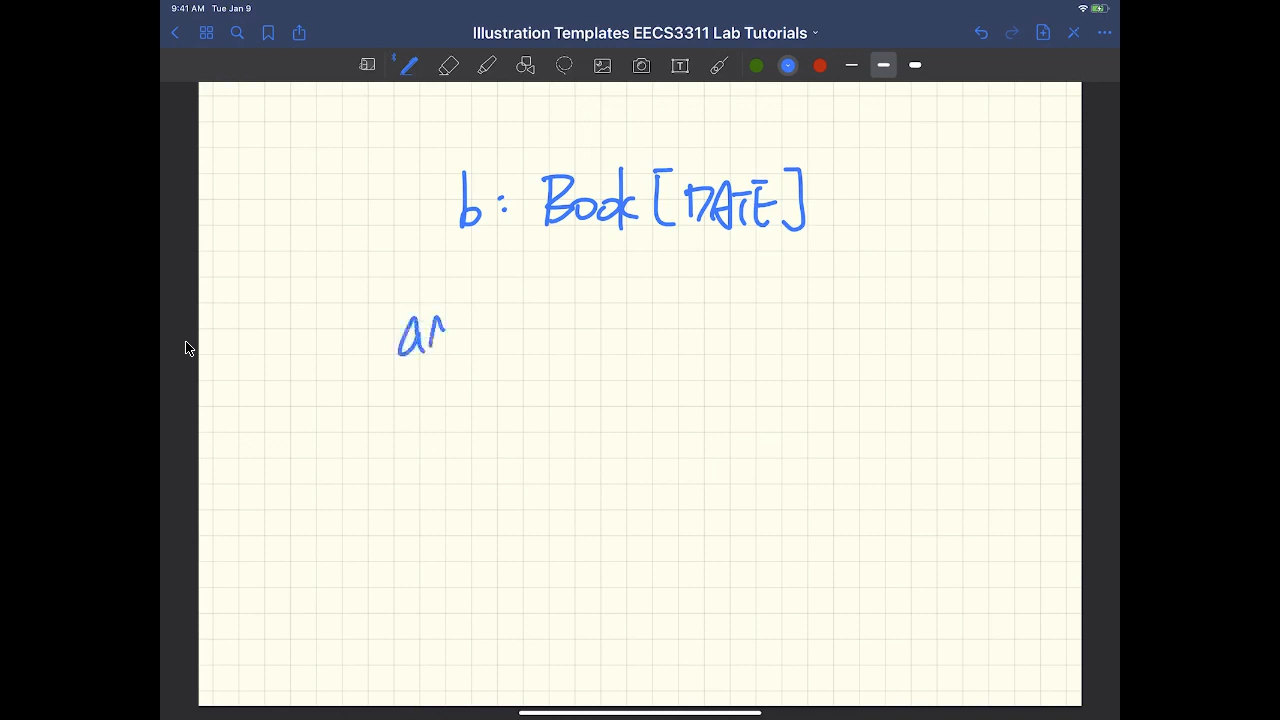 9:41 AM Tue Jan 9
Illustration Templates EECS3311 Lab Tutorials
b: Book [DATE]
ar